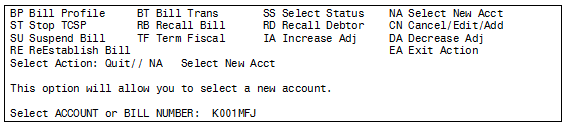 BP Bill Profile     BT Bill Trans      SS Select Status   NA Select New Acct
ST Stop TCSP        RB Recall Bill     RD Recall Debtor   CN Cancel/Edit/Add
SU Suspend Bill     TF Term Fiscal     IA Increase Adj    DA Decrease Adj
RE ReEstablish Bill                                       EA Exit Action
Select Action: Quit// NA   Select New Acct
This option will allow you to select a new account.
Select ACCOUNT or BILL NUMBER:  K001MFJ